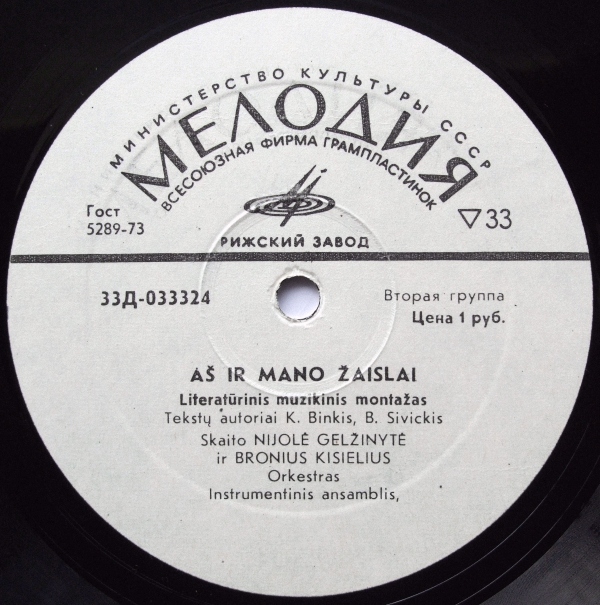 МИНИСТЕРСТВО КУЛЬТУРЫ СССР
МЕЛОДИЯ
ВСЕСОЮЗНАЯ ФИРМА ГРАМПЛАСТИНОК
Гост
5289-73
▽33
РИЖСКИЙ ЗАВОД
33Д-033324
Вторая группа
Цена 1 руб.
AŠ IR MANO ŽAISLAI
Literatūrinis muzikinis montažas
Tekstų autoriai K. Binkis, B. Sivickis
Skaito NIJOLĖ GELŽINYTĖ
ir BRONIUS KISIELIUS
Orkestras
Instrumentinis ansamblis,